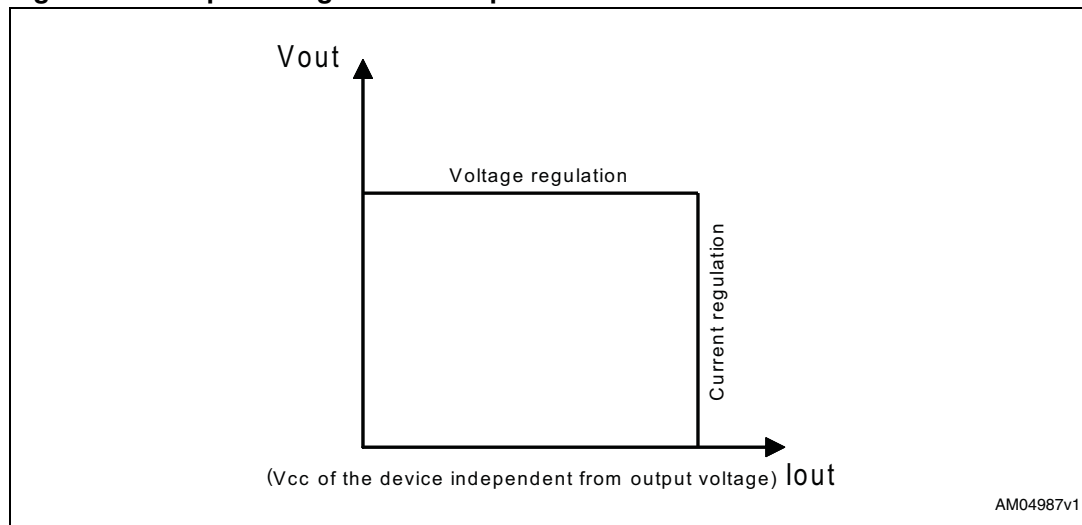 Vout
Voltage regulation
Current regulation
(Vcc of the device independent from output voltage) Iout
AM04987v1